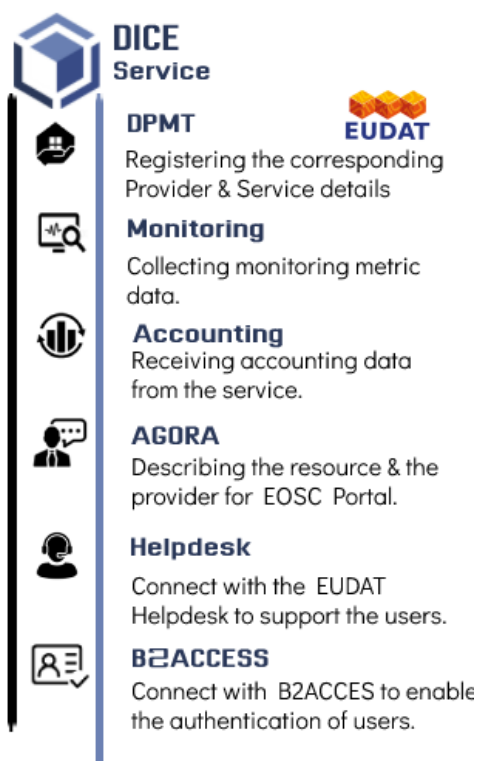 DICE
Service
DPMT
EUDAT
Registering the corresponding
Provider & Service details
Monitoring
Collecting monitoring metric
data.
Accounting
Receiving accounting data
from the service.
AGORA
Describing the resource & the
provider for EOSC Portal.
Helpdesk
Connect with the EUDAT
Helpdesk to support the users.
B2ACCESS
Connect with B2ACCES to enable
the authentication of users.